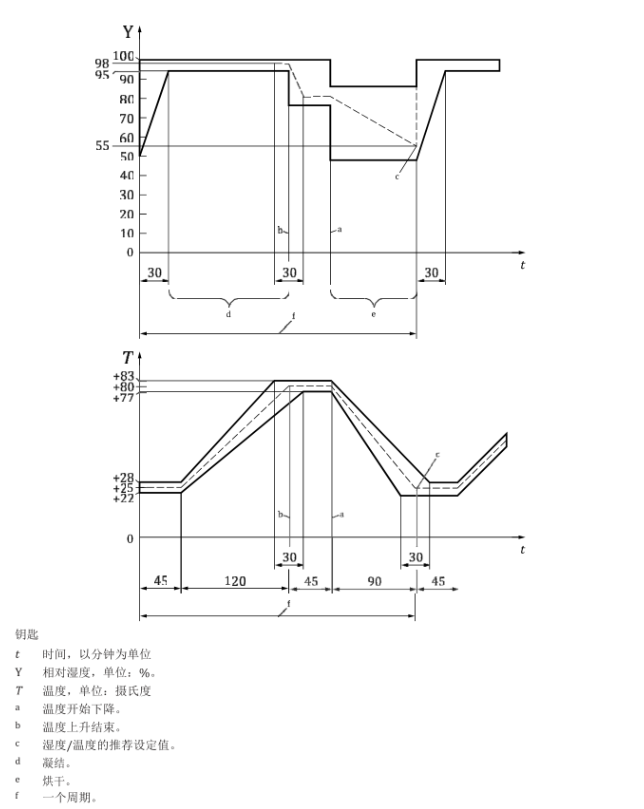 Y
100
98
95
90
80
70
60
55
50
40
30
20
10
0
b a
c
t
30 30 30
d e
f
T
+83
+80
+77
+28
+25
+22
0
c
b a
t
30 30
45 120 45 90 45
f
钥匙
t 时间，以分钟为单位
Y 相对湿度，单位：%。
T 温度，单位：摄氏度
a 温度开始下降。
b 温度上升结束。
c 湿度/温度的推荐设定值。
d 凝结。
e 烘干。
f 一个周期。